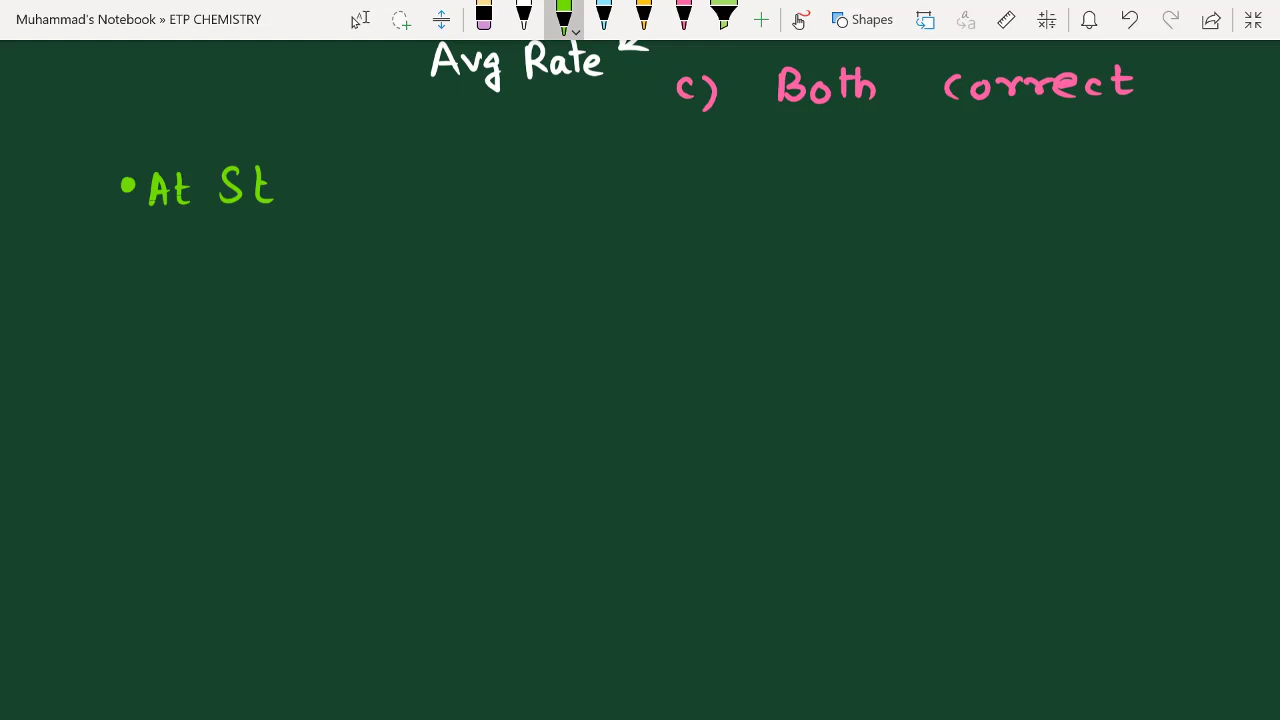 Muhammad's Notebook » ETP CHEMISTRY
Shapes
Avg Rate
c) Both correct
• At St